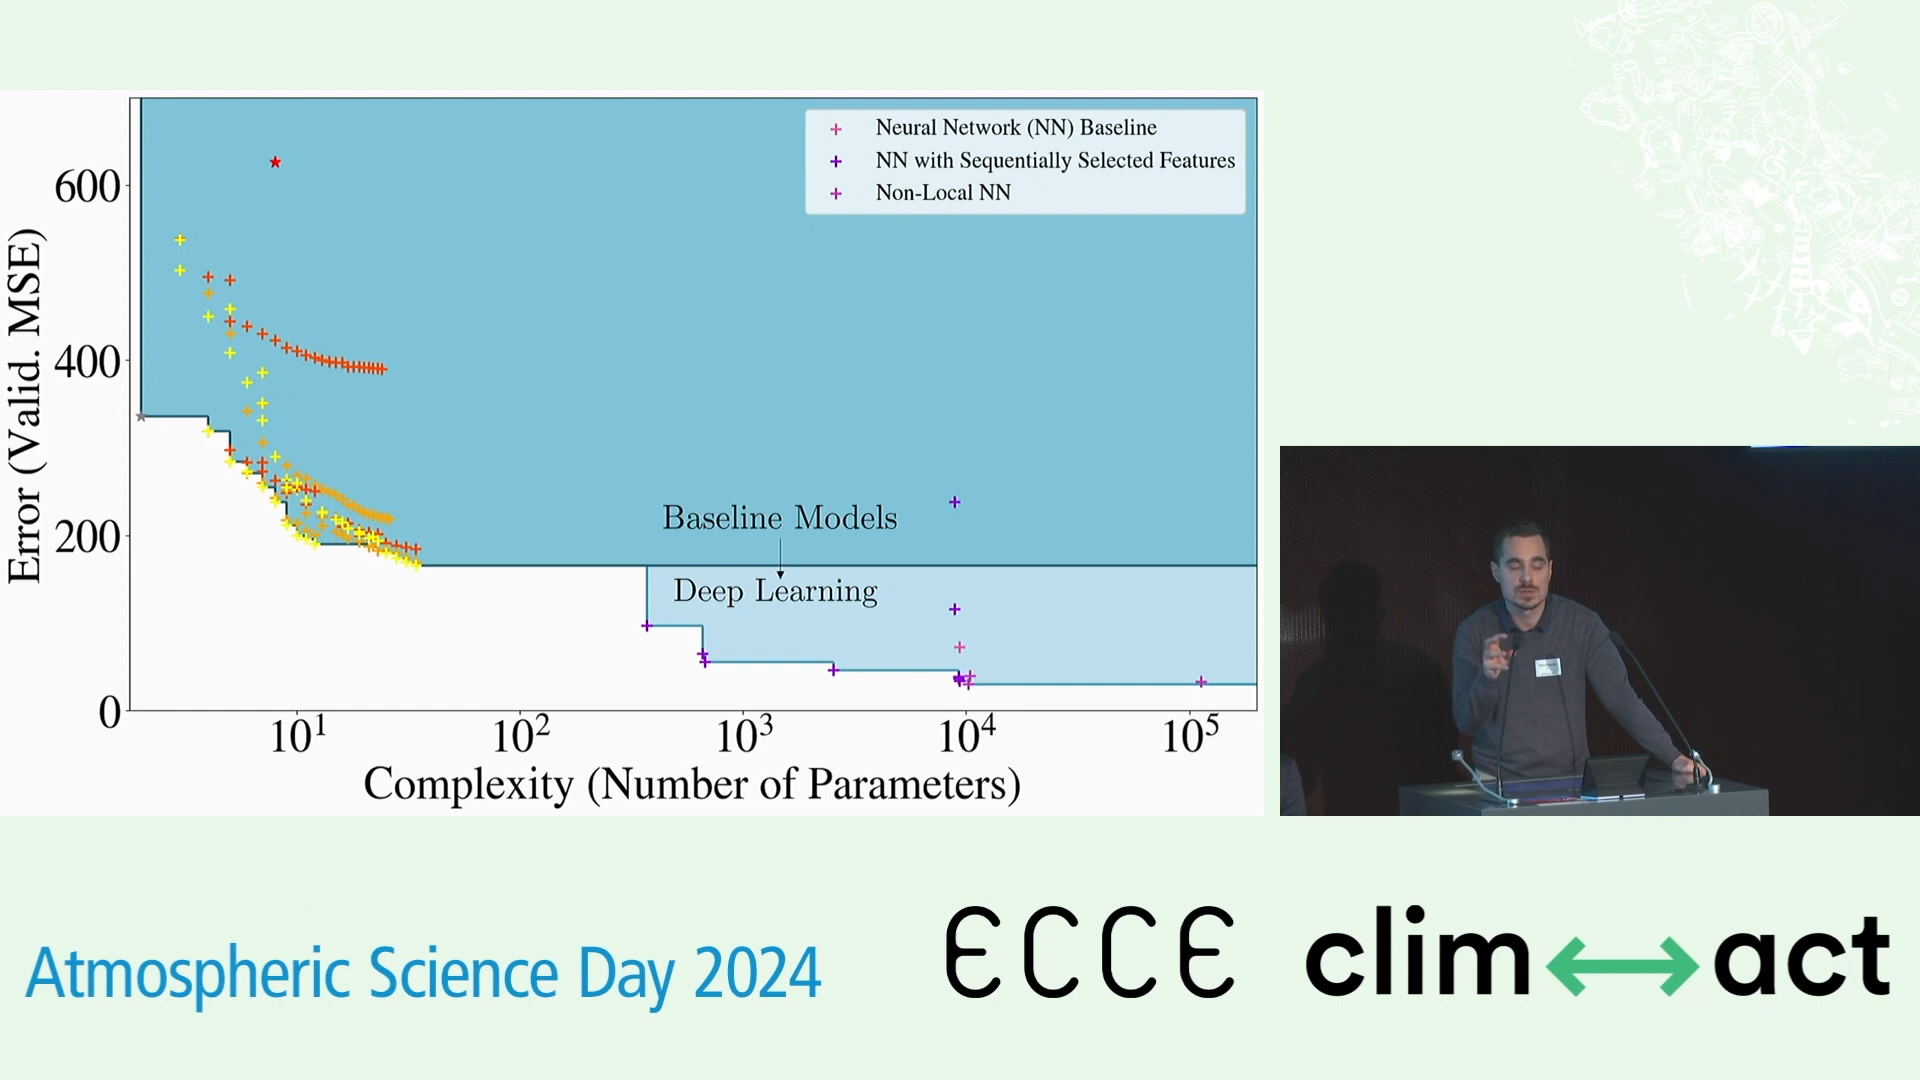 Neural Network (NN) Baseline
NN with Sequentially Selected Features
Non-Local NN
600
400
200
0
Error (Valid. MSE)
Baseline Models
Deep Learning
10¹ 10² 10³ 10⁴ 10⁵
Complexity (Number of Parameters)
Atmospheric Science Day 2024
ECCE
clim act